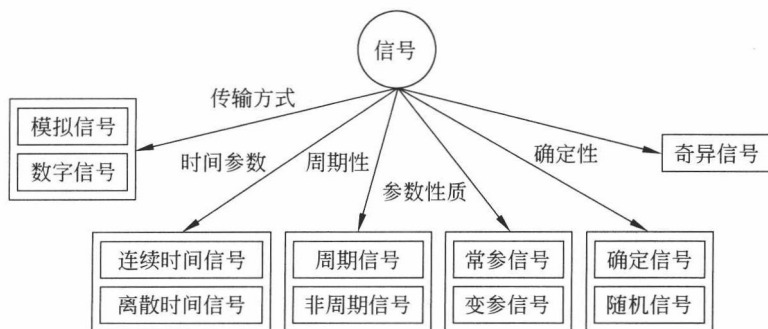 信号
传输方式
模拟信号
数字信号
时间参数
周期性
参数性质
确定性
奇异信号
连续时间信号
离散时间信号
周期信号
非周期信号
常参信号
变参信号
确定信号
随机信号